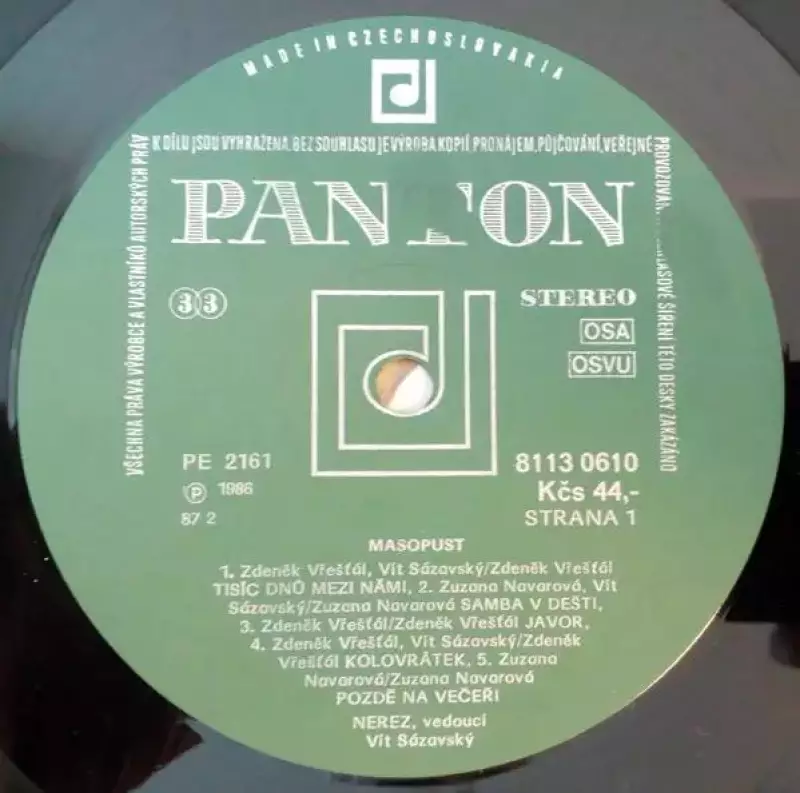 MADE IN CZECHOSLOVAKIA
VŠECHNA PRÁVA VÝROBCE A VLASTNÍKŮ AUTORSKÝCH PRÁV
K DÍLU JSOU VYHRAŽENA. BEZ SOUHLASU JE VÝROBA KOPIÍ, PRONÁJEM, PŮJČOVÁNÍ, VEŘEJNÉ
ŠÍŘENÍ TÉTO DESKY ZAKÁZÁNO
PANTON
33
STEREO
OSA
OSVU
PE 2161
8113 0610
Ⓟ 1986
Kčs 44,-
87 2
STRANA 1
MASOPUST
1. Zdeněk Vřešťál, Vít Sázavský/Zdeněk Vřešťál
TISÍC DNŮ MEZI NÁMI, 2. Zuzana Navarová, Vít
Sázavský/Zuzana Navarová SAMBA V DEŠTI,
3. Zdeněk Vřešťál/Zdeněk Vřešťál JAVOR,
4. Zdeněk Vřešťál, Vít Sázavský/Zdeněk
Vřešťál KOLOVRÁTEK, 5. Zuzana
Navarová/Zuzana Navarová
POZDĚ NA VEČEŘI
NEREZ, vedoucí
Vít Sázavský